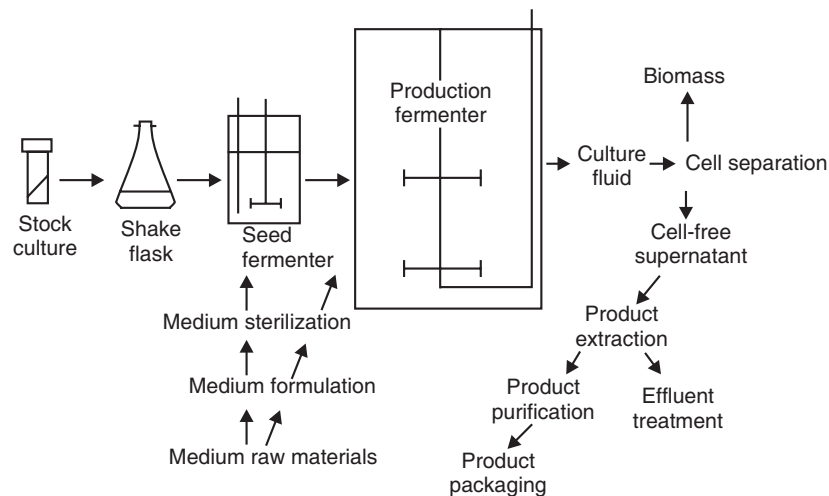 Stock
culture
Shake
flask
Seed
fermenter
Production
fermenter
Culture
fluid
Cell separation
Biomass
Cell-free
supernatant
Medium sterilization
Medium formulation
Medium raw materials
Product
extraction
Product
purification
Effluent
treatment
Product
packaging